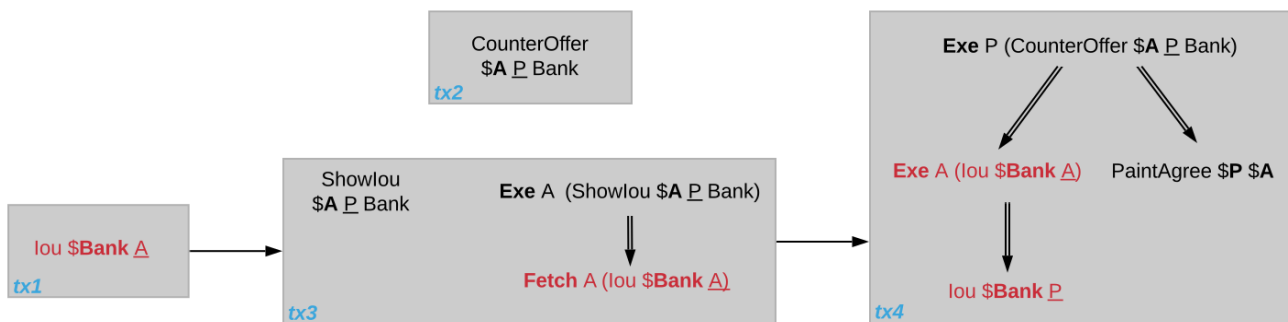 CounterOffer
$A P Bank
tx2
Exe P (CounterOffer $A P Bank)
Exe A (Iou $Bank A)
PaintAgree $P $A
Iou $Bank P
tx4
ShowIou
$A P Bank
Exe A (ShowIou $A P Bank)
Fetch A (Iou $Bank A)
tx3
Iou $Bank A
tx1